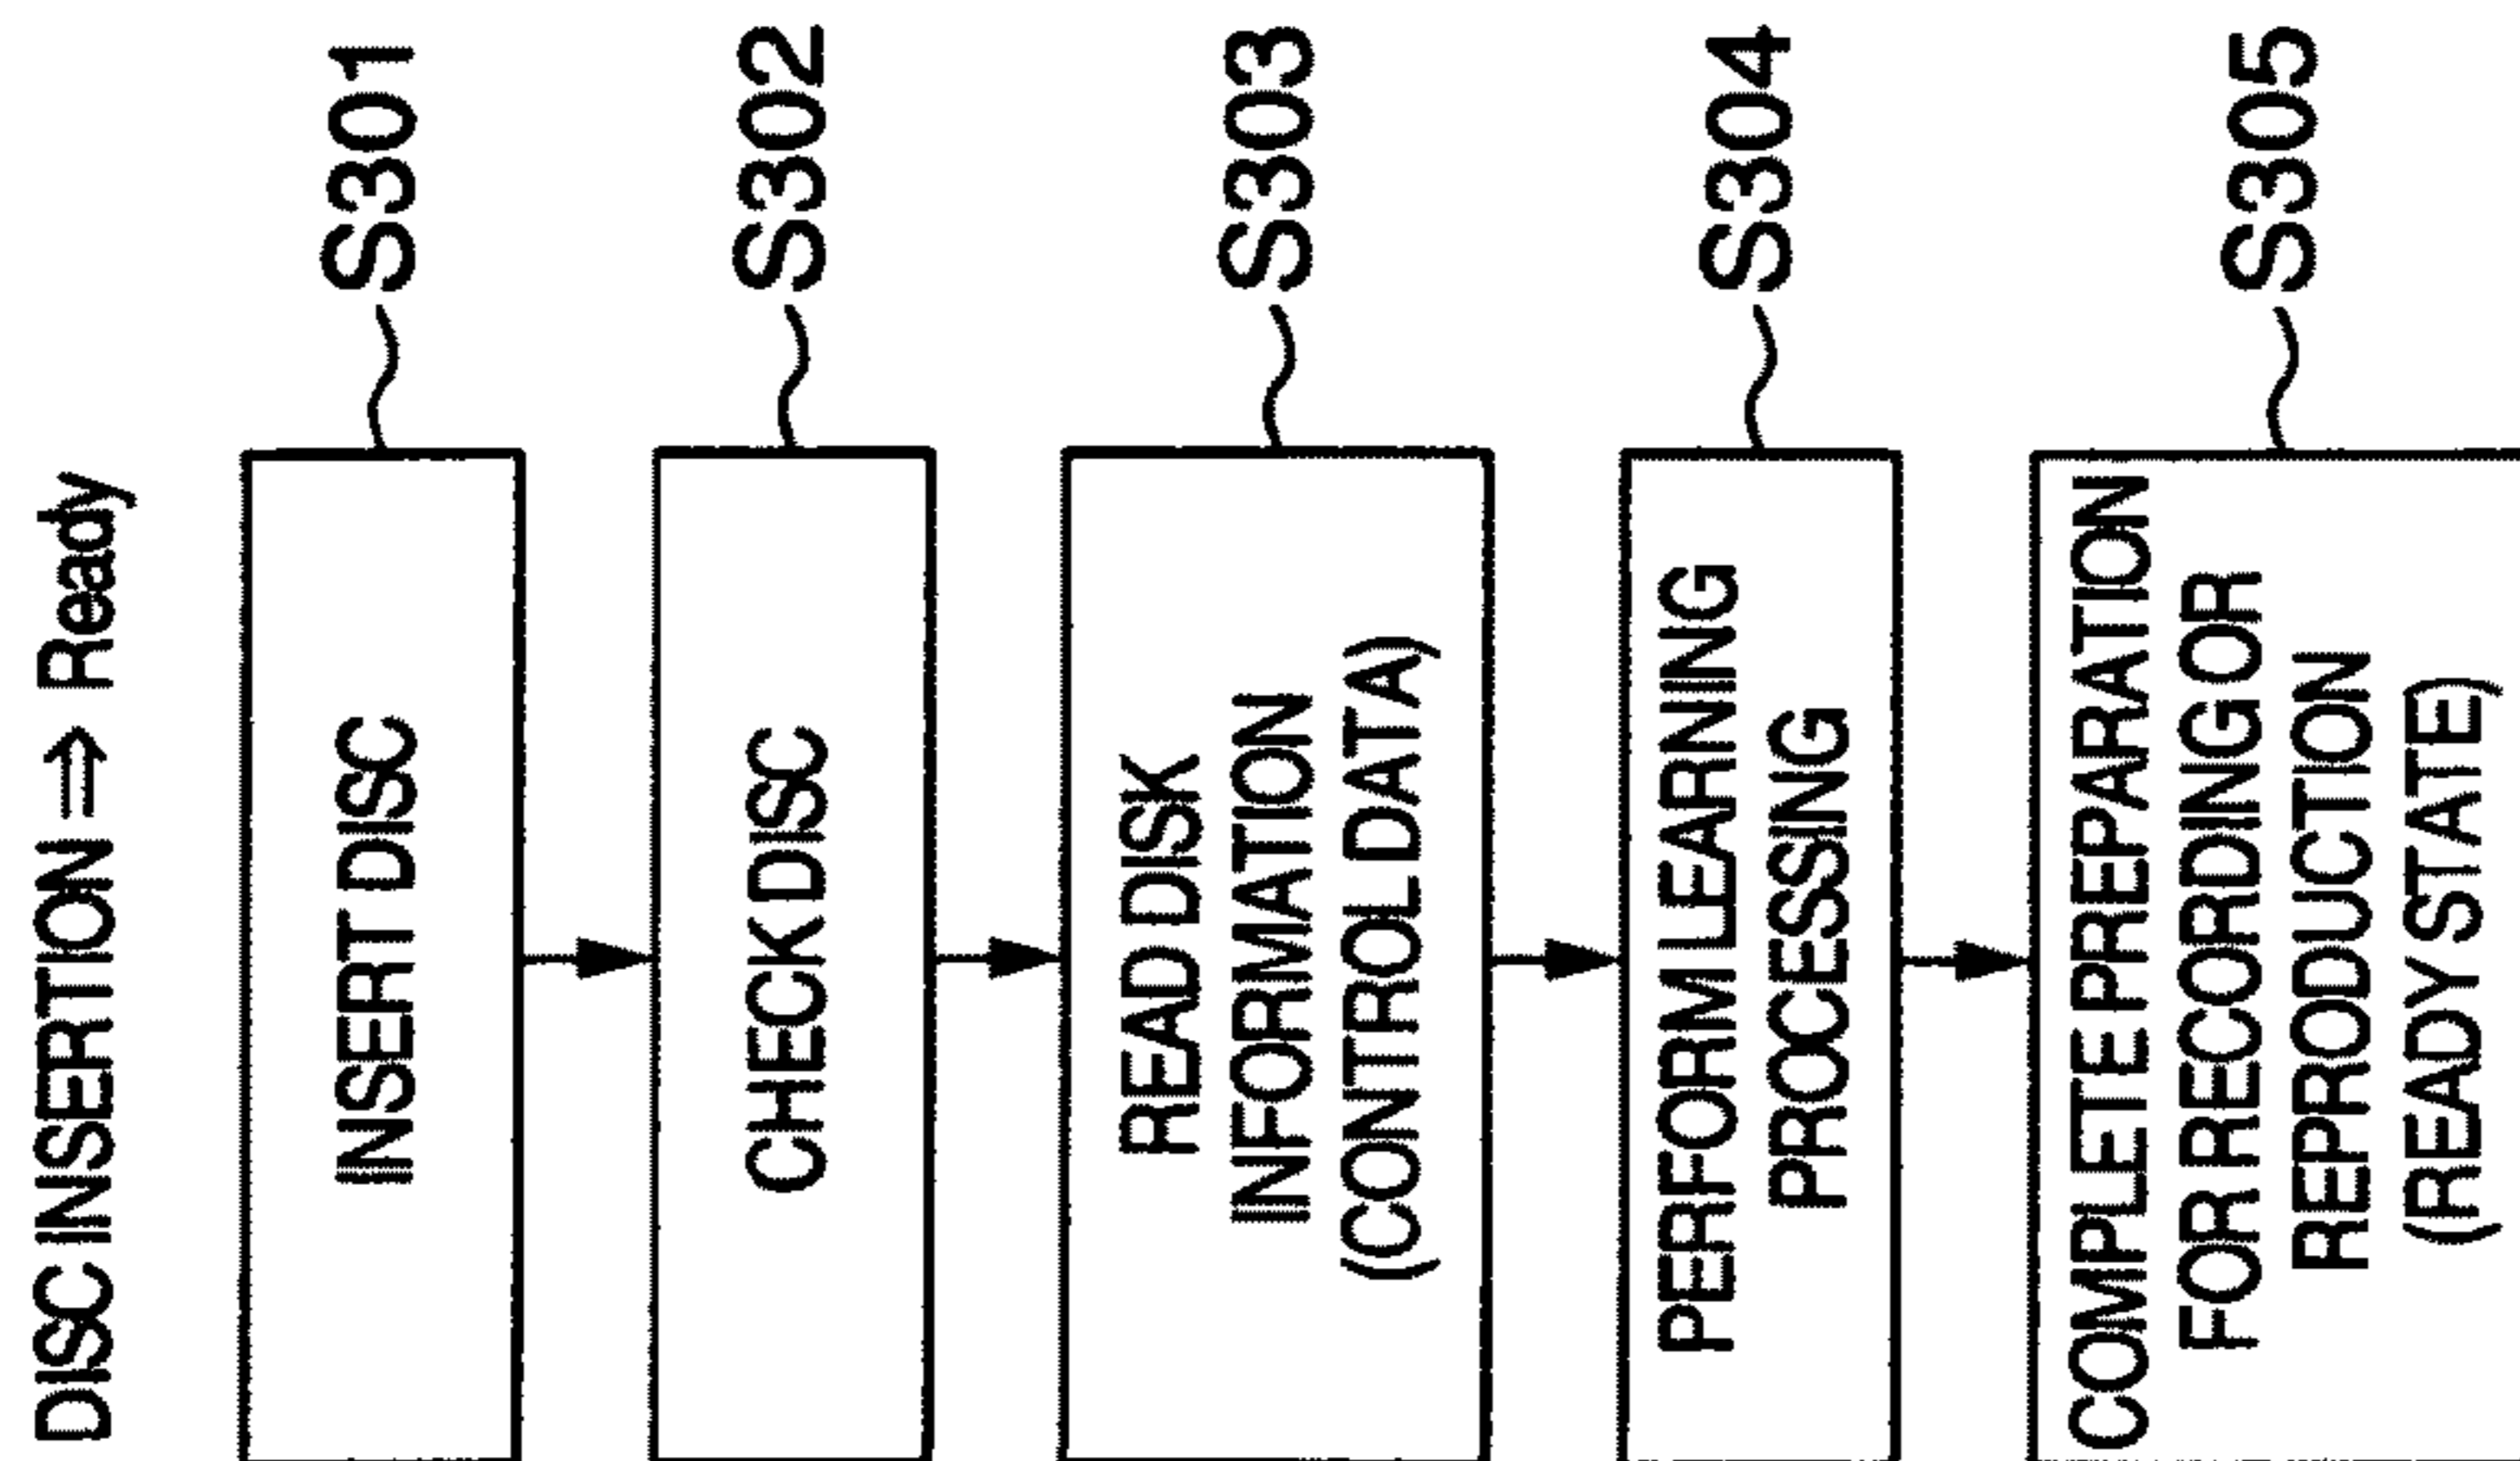 DISC INSERTION ⇒ Ready
INSERT DISC
S301
CHECK DISC
S302
READ DISK
INFORMATION
(CONTROL DATA)
S303
PERFORM LEARNING
PROCESSING
S304
COMPLETE PREPARATION
FOR RECORDING OR
REPRODUCTION
(READY STATE)
S305